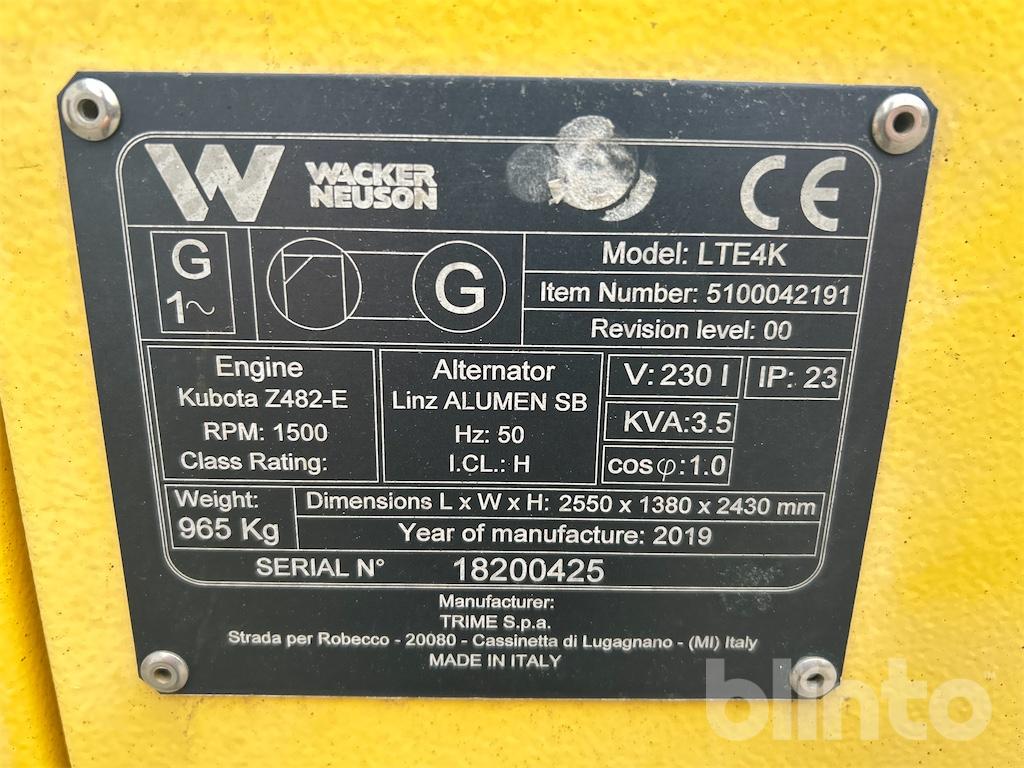 W WACKER
NEUSON
CE
G
1~
G
Model: LTE4K
Item Number: 5100042191
Revision level: 00
Engine
Kubota Z482-E
RPM: 1500
Class Rating:
Alternator
Linz ALUMEN SB
Hz: 50
I.CL.: H
V: 230 I
IP: 23
KVA:3.5
cosφ:1.0
Weight:
965 Kg
Dimensions L x W x H: 2550 x 1380 x 2430 mm
Year of manufacture: 2019
SERIAL N° 18200425
Manufacturer:
TRIME S.p.a.
Strada per Robecco - 20080 - Cassinetta di Lugagnano - (MI) Italy
MADE IN ITALY
blinto